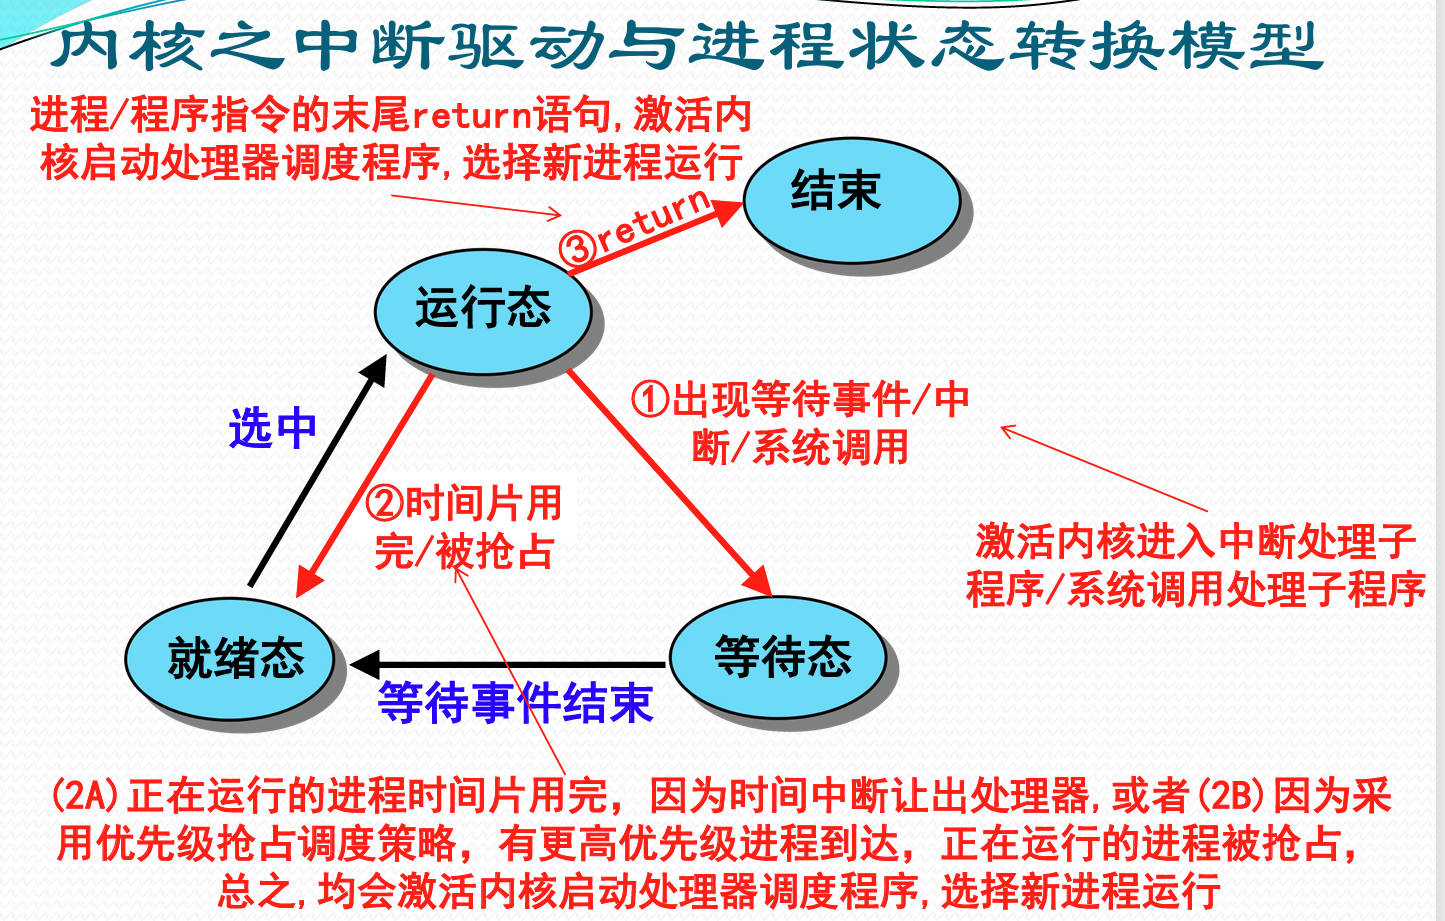 内核之中断驱动与进程状态转换模型
进程/程序指令的末尾return语句,激活内
核启动处理器调度程序,选择新进程运行
结束
③return
运行态
①出现等待事件/中
断/系统调用
选中
②时间片用
完/被抢占
激活内核进入中断处理子
程序/系统调用处理子程序
就绪态
等待态
等待事件结束
(2A)正在运行的进程时间片用完，因为时间中断让出处理器,或者(2B)因为采
用优先级抢占调度策略，有更高优先级进程到达，正在运行的进程被抢占，
总之,均会激活内核启动处理器调度程序,选择新进程运行